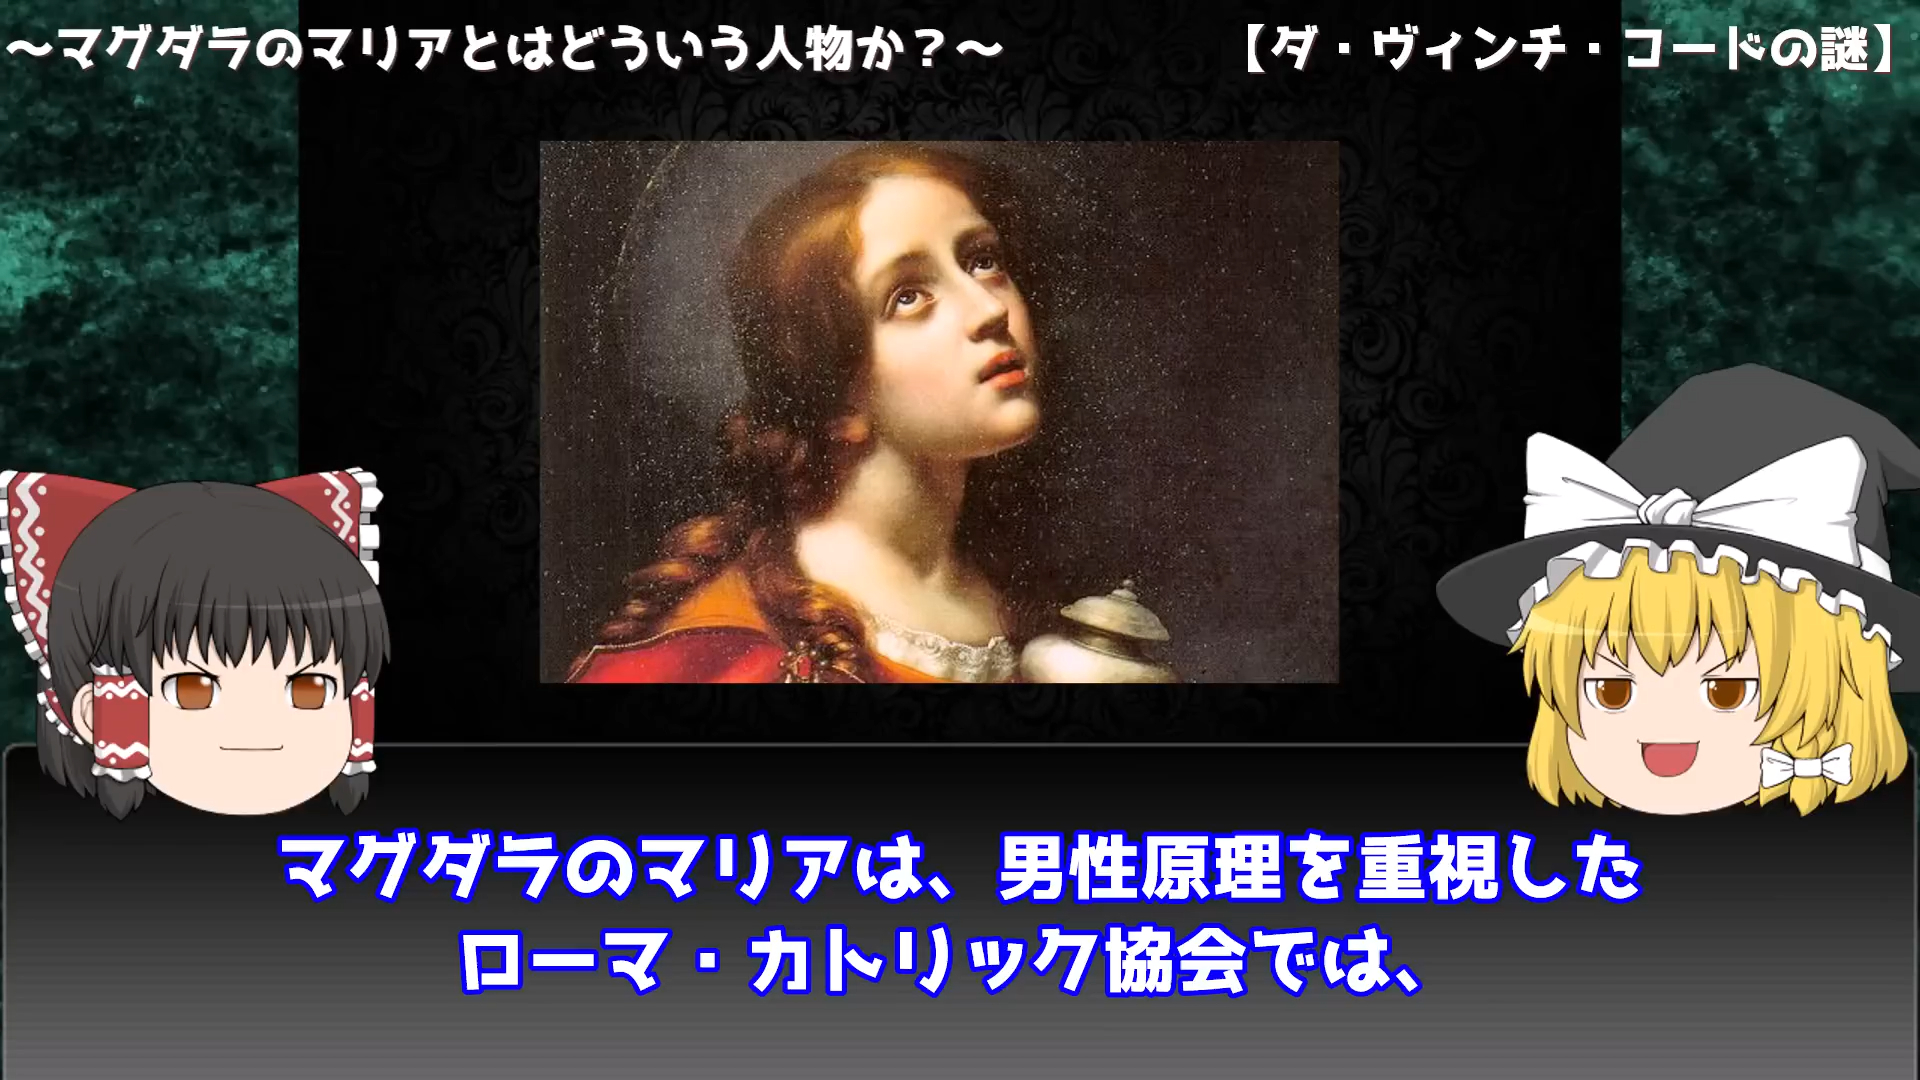 ～マグダラのマリアとはどういう人物か？～
【ダ・ヴィンチ・コードの謎】
マグダラのマリアは、男性原理を重視した
ローマ・カトリック協会では、